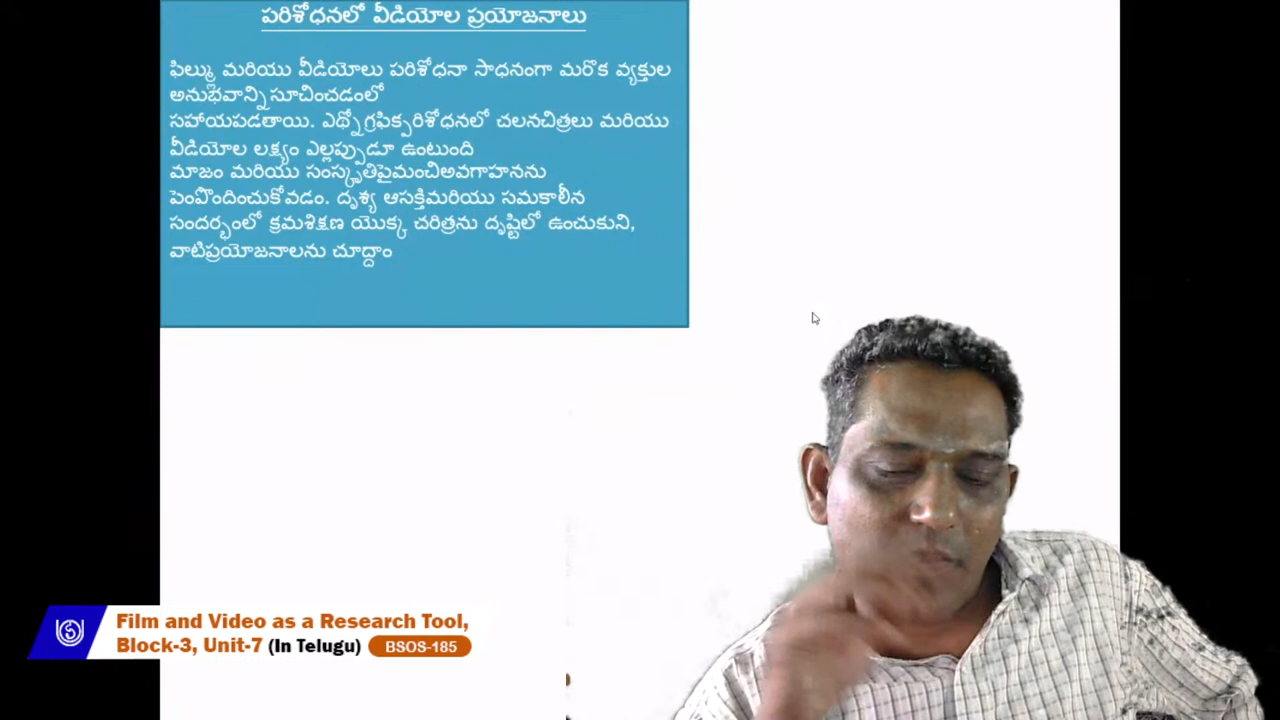 పరిశోధనలో వీడియోల ప్రయోజనాలు
ఫిల్ము మరియు వీడియోలు పరిశోధనా సాధనంగా మరొక వ్యక్తుల
అనుభవాన్నిసూచించడంలో
సహాయపడతాయి. ఎథ్నోగ్రఫిక్పరిశోధనలో చలనచిత్రలు మరియు
వీడియోల లక్ష్యం ఎల్లప్పుడూ ఉంటుంది
మాజం మరియు సంస్కృతిపైమంచిఅవగాహనను
పెంపొందించుకోవడం. దృశ్య ఆసక్తిమరియు సమకాలీన
సందర్భంలో క్రమశిక్షణ యొక్క చరిత్రను దృష్టిలో ఉంచుకుని,
వాటిప్రయోజనాలను చూద్దాం
Film and Video as a Research Tool,
Block-3, Unit-7 (In Telugu) BSOS-185